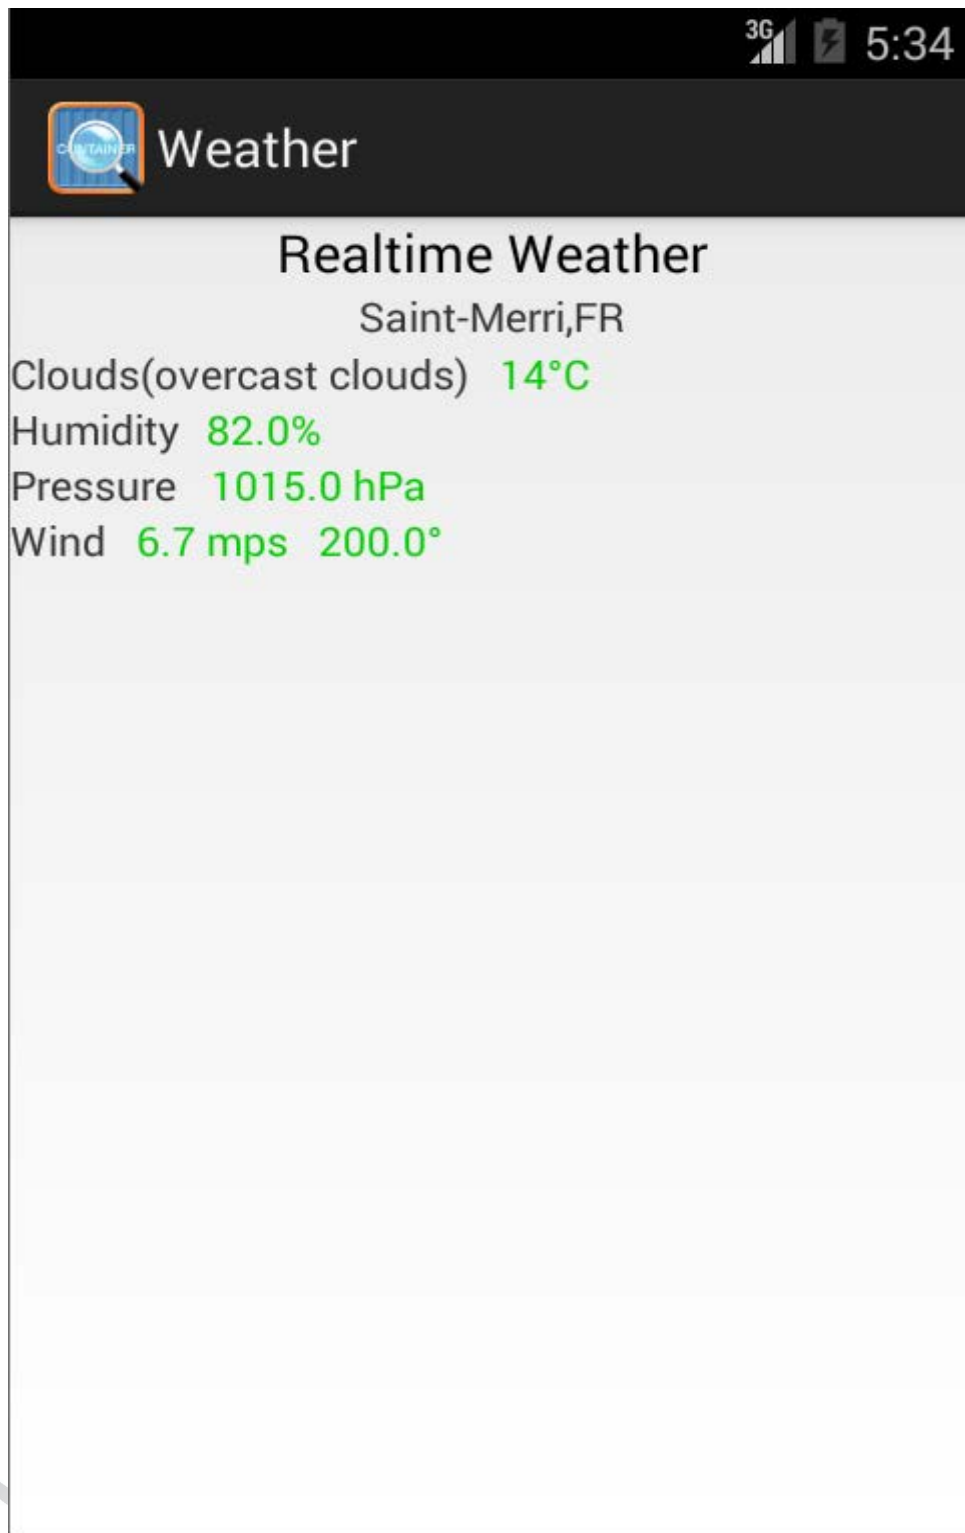 3G 5:34
CONTAINER
Weather
Realtime Weather
Saint-Merri,FR
Clouds(overcast clouds) 14°C
Humidity 82.0%
Pressure 1015.0 hPa
Wind 6.7 mps 200.0°